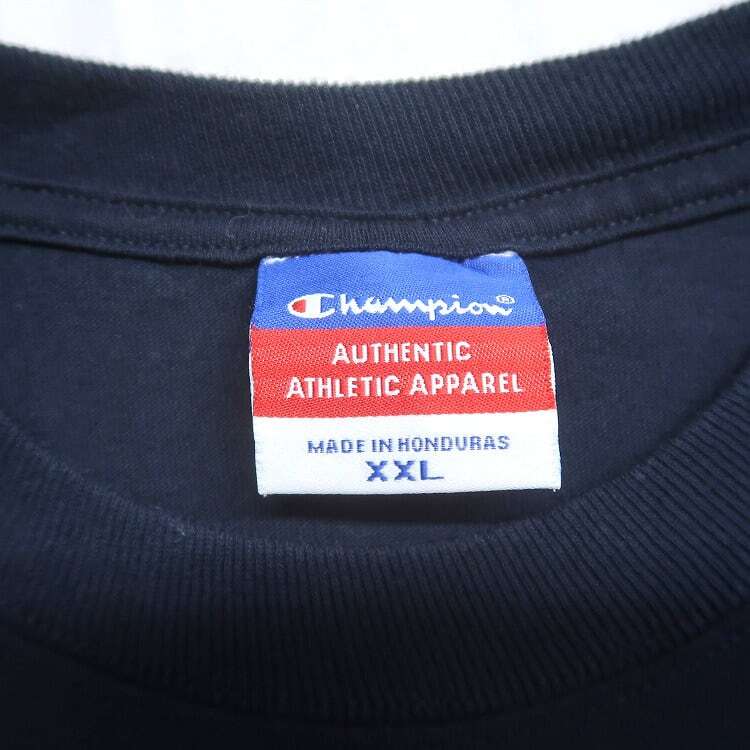 Champion®
AUTHENTIC
ATHLETIC APPAREL
MADE IN HONDURAS
XXL